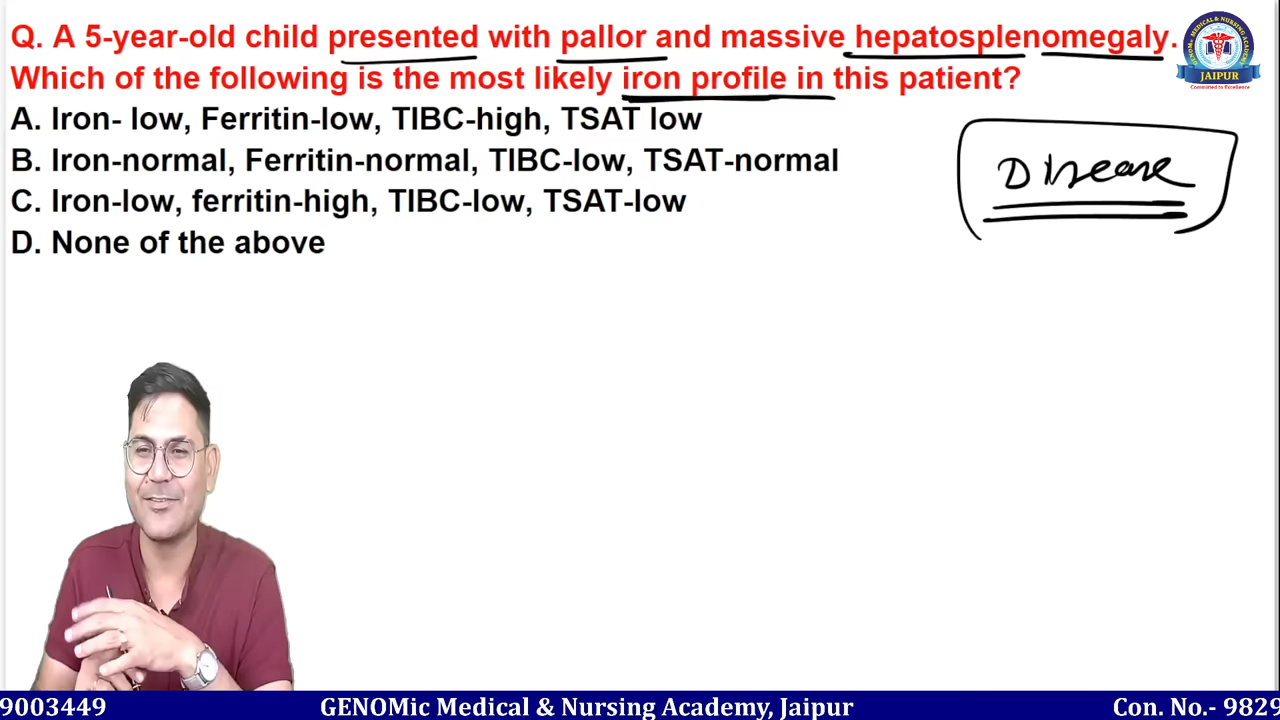 Q. A 5-year-old child presented with pallor and massive hepatosplenomegaly.
Which of the following is the most likely iron profile in this patient?
A. Iron- low, Ferritin-low, TIBC-high, TSAT low
B. Iron-normal, Ferritin-normal, TIBC-low, TSAT-normal
C. Iron-low, ferritin-high, TIBC-low, TSAT-low
D. None of the above
Disease
JAIPUR
Committed to Excellence
9003449 GENOMic Medical & Nursing Academy, Jaipur Con. No.- 9829